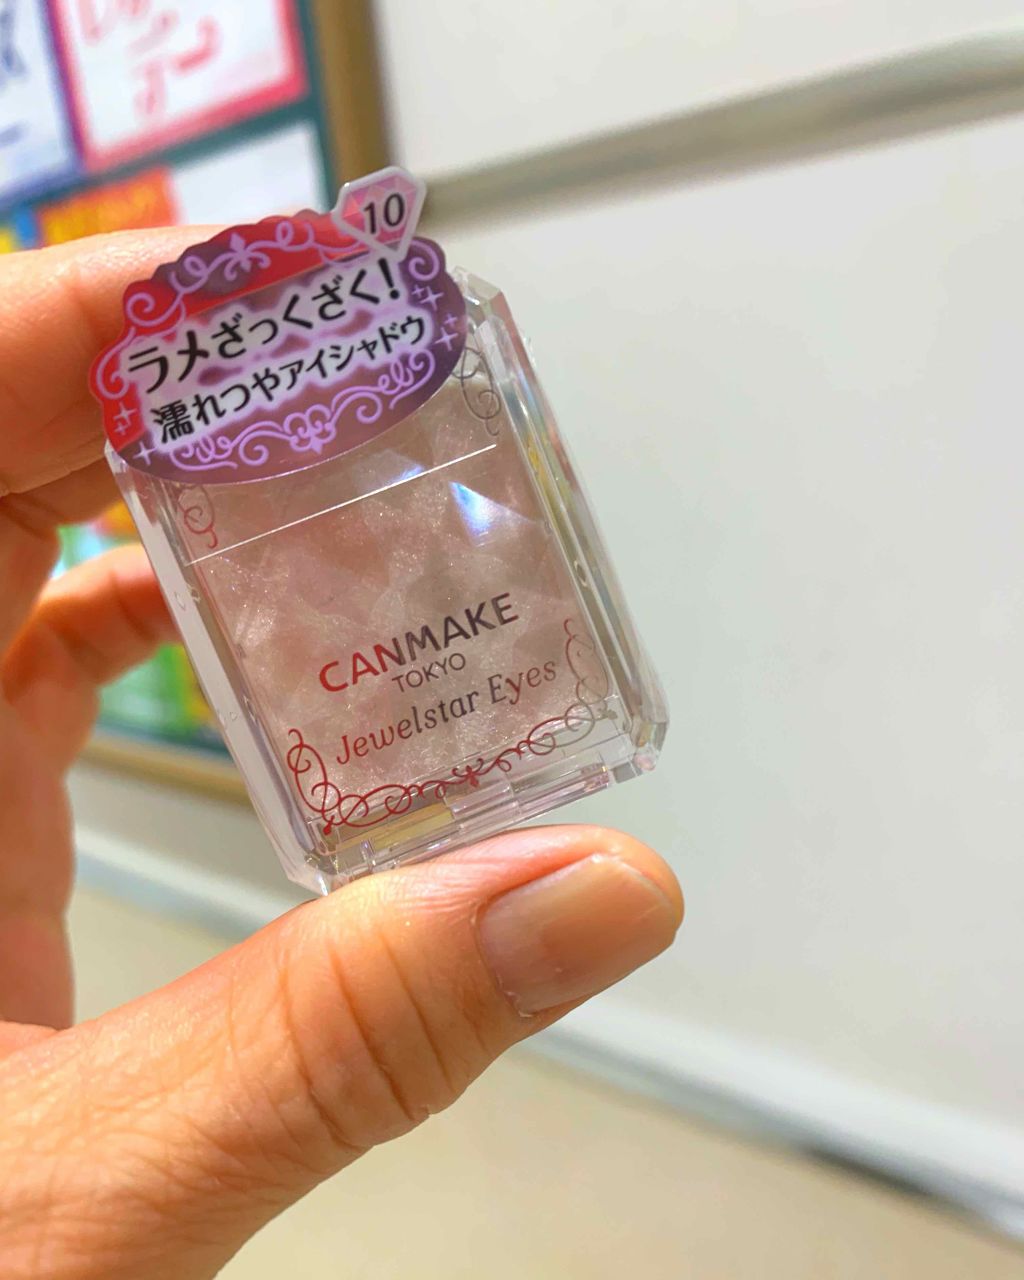 10
ラメざっくざく!
濡れつやアイシャドウ
CANMAKE
TOKYO
Jewelstar Eyes